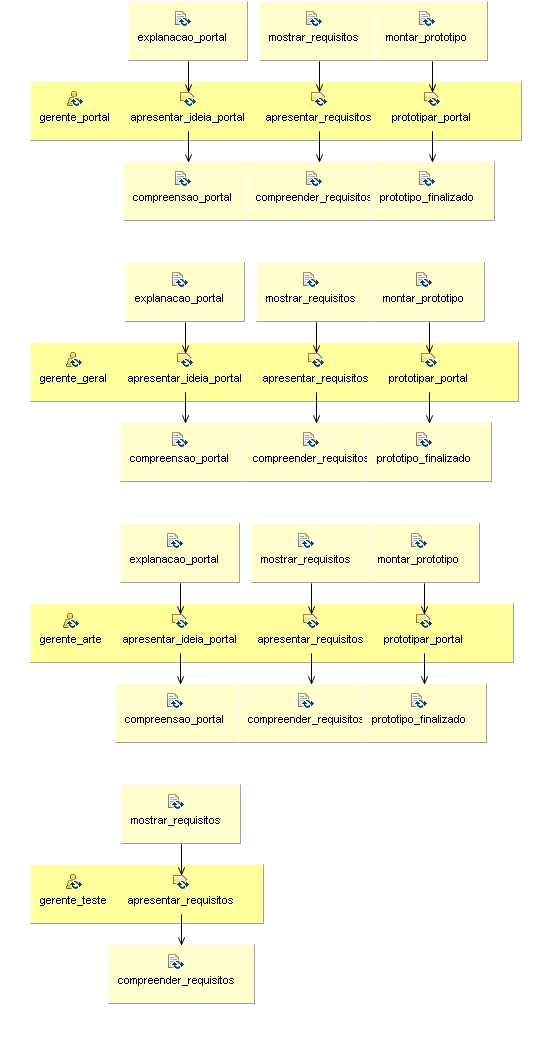 explanacao_portal mostrar_requisitos montar_prototipo
gerente_portal apresentar_ideia_portal apresentar_requisitos prototipar_portal
compreensao_portal compreender_requisitos prototipo_finalizado
explanacao_portal mostrar_requisitos montar_prototipo
gerente_geral apresentar_ideia_portal apresentar_requisitos prototipar_portal
compreensao_portal compreender_requisitos prototipo_finalizado
explanacao_portal mostrar_requisitos montar_prototipo
gerente_arte apresentar_ideia_portal apresentar_requisitos prototipar_portal
compreensao_portal compreender_requisitos prototipo_finalizado
mostrar_requisitos
gerente_teste apresentar_requisitos
compreender_requisitos